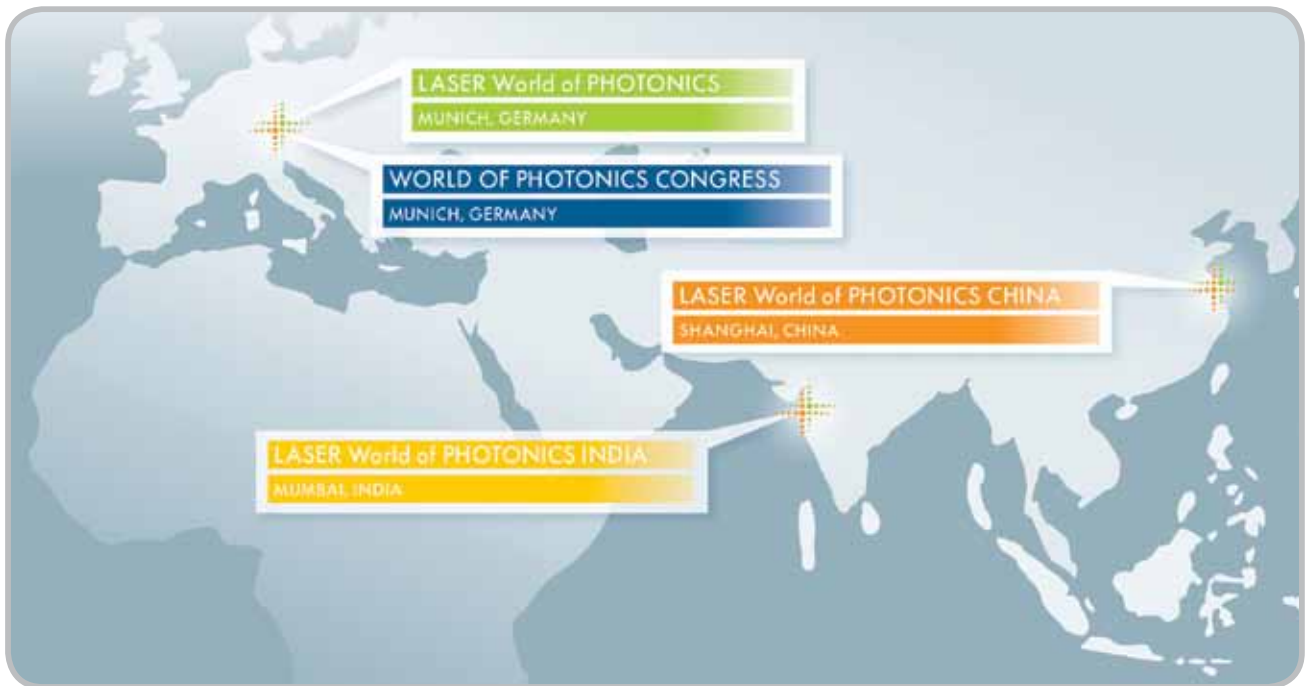 LASER World of PHOTONICS
MUNICH, GERMANY
WORLD OF PHOTONICS CONGRESS
MUNICH, GERMANY
LASER World of PHOTONICS CHINA
SHANGHAI, CHINA
LASER World of PHOTONICS INDIA
MUMBAI, INDIA